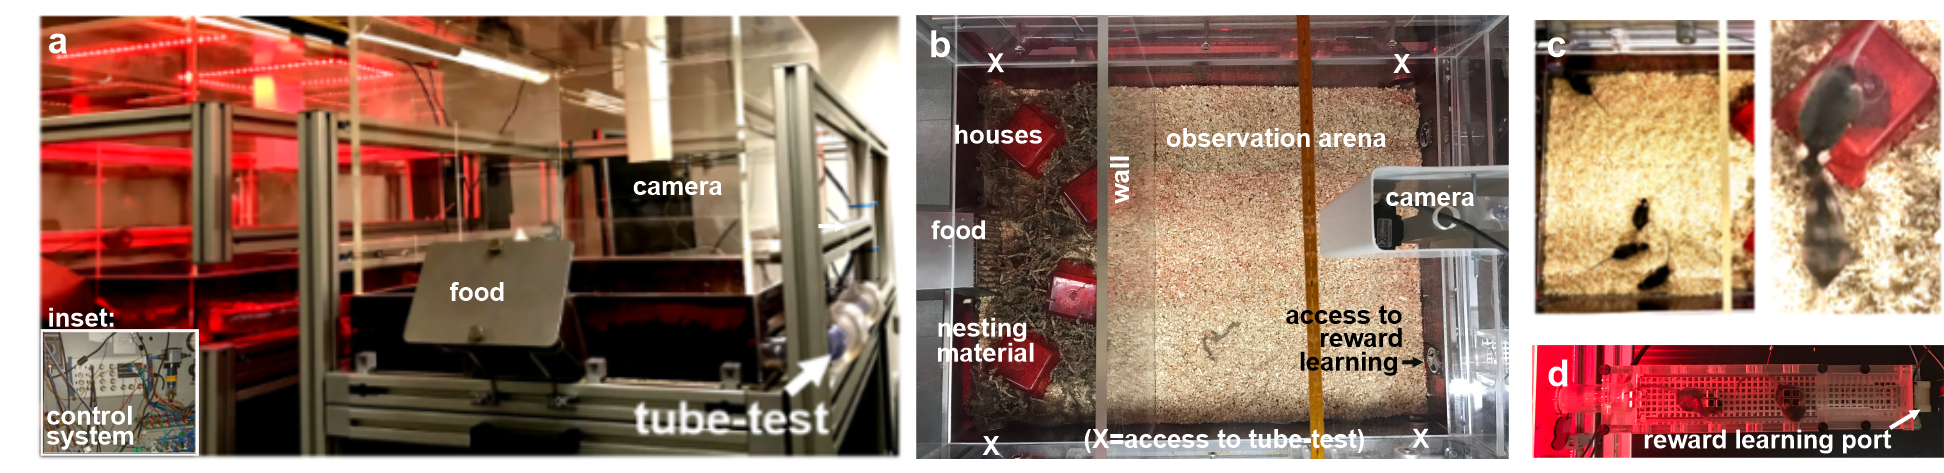 a
camera
food
inset:
control
system
tube-test
b
X
X
houses
observation arena
wall
camera
food
access to
reward
learning
nesting
material
(X=access to tube-test)
X
X
c
d
reward learning port